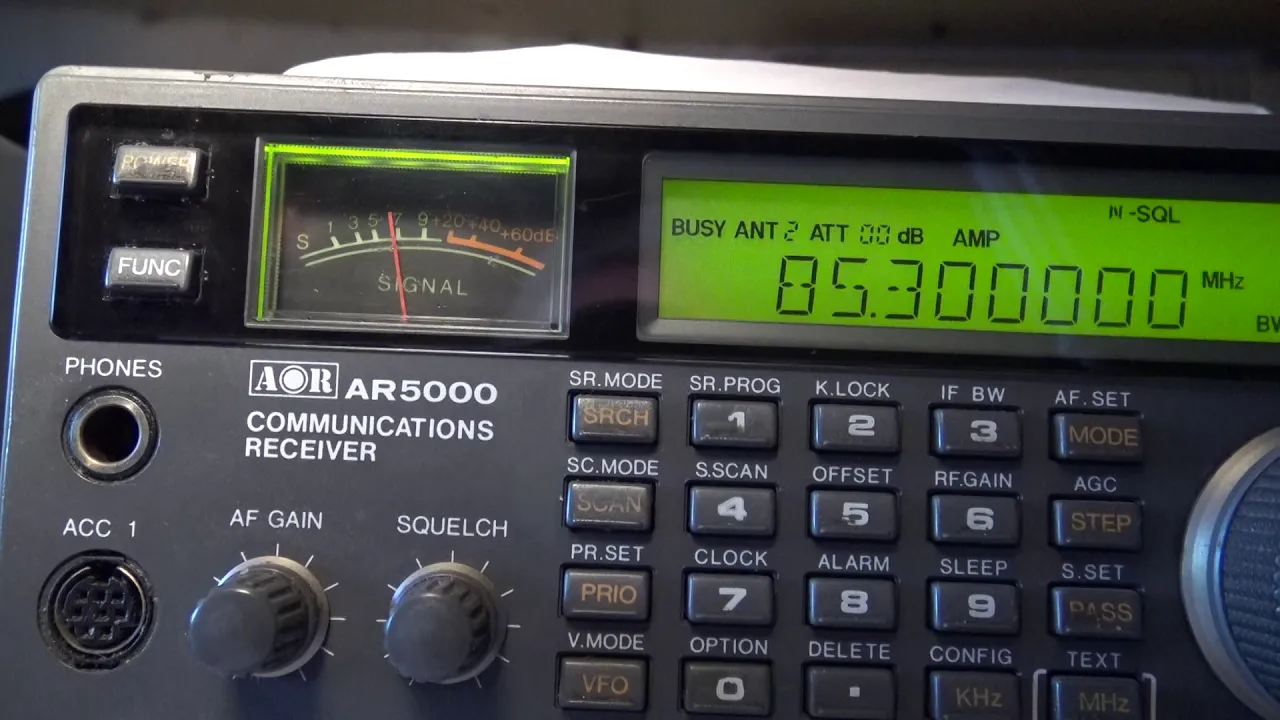 POWER
FUNC
S 1 3 5 7 9 +20 +40 +60dB
SIGNAL
N -SQL
BUSY ANT 2 ATT 00 dB AMP
85.300000 MHz
BW
PHONES
AOR AR5000
COMMUNICATIONS
RECEIVER
ACC 1
AF GAIN
SQUELCH
SR.MODE SR.PROG K.LOCK IF BW AF.SET
SRCH 1 2 3 MODE
SC.MODE S.SCAN OFFSET RF.GAIN AGC
SCAN 4 5 6 STEP
PR.SET CLOCK ALARM SLEEP S.SET
PRIO 7 8 9 PASS
V.MODE OPTION DELETE CONFIG TEXT
VFO 0 . KHz MHz